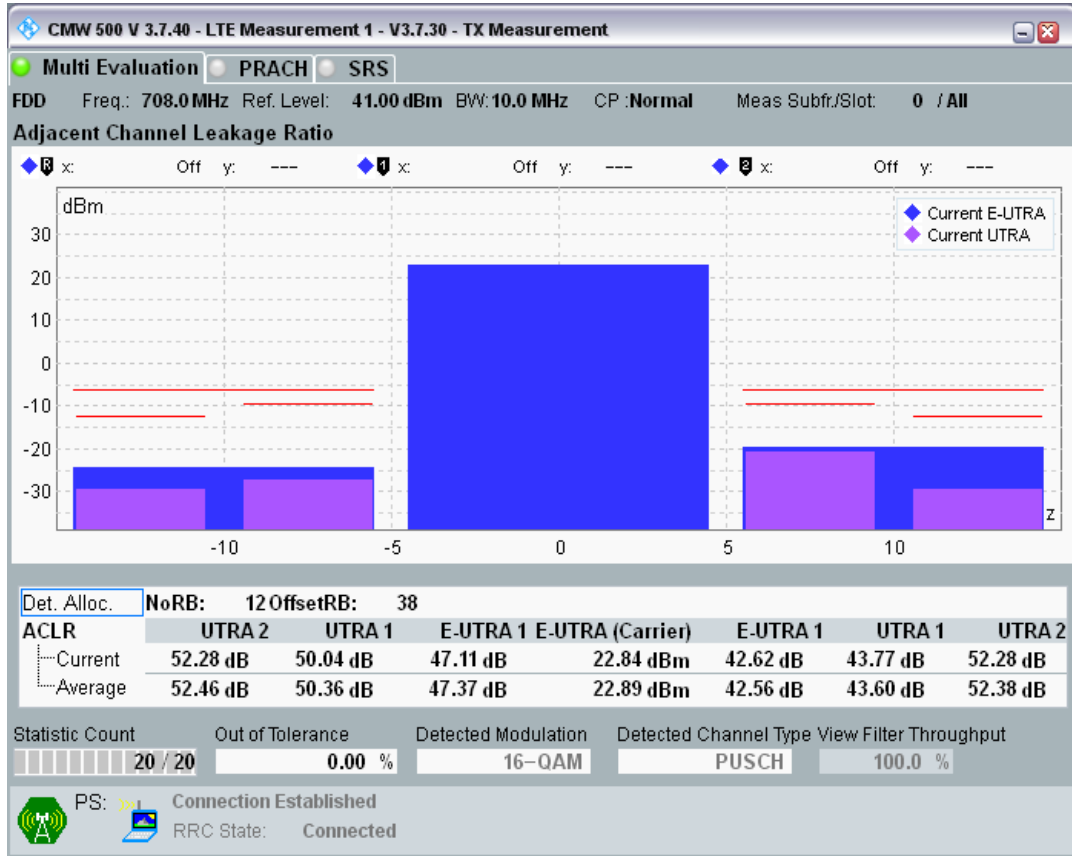 CMW 500 V 3.7.40 - LTE Measurement 1 - V3.7.30 - TX Measurement
Multi Evaluation PRACH SRS
FDD Freq.: 708.0 MHz Ref. Level: 41.00 dBm BW: 10.0 MHz CP :Normal Meas Subfr./Slot: 0 / All
Adjacent Channel Leakage Ratio
R x: Off y: --- 1 x: Off y: --- 2 x: Off y: ---
dBm
Current E-UTRA
Current UTRA
30
20
10
0
-10
-20
-30
z
-10 -5 0 5 10
Det. Alloc. NoRB: 12 OffsetRB: 38
ACLR UTRA 2 UTRA 1 E-UTRA 1 E-UTRA (Carrier) E-UTRA 1 UTRA 1 UTRA 2
Current 52.28 dB 50.04 dB 47.11 dB 22.84 dBm 42.62 dB 43.77 dB 52.28 dB
Average 52.46 dB 50.36 dB 47.37 dB 22.89 dBm 42.56 dB 43.60 dB 52.38 dB
Statistic Count Out of Tolerance Detected Modulation Detected Channel Type View Filter Throughput
20 / 20 0.00 % 16-QAM PUSCH 100.0 %
PS: Connection Established
RRC State: Connected